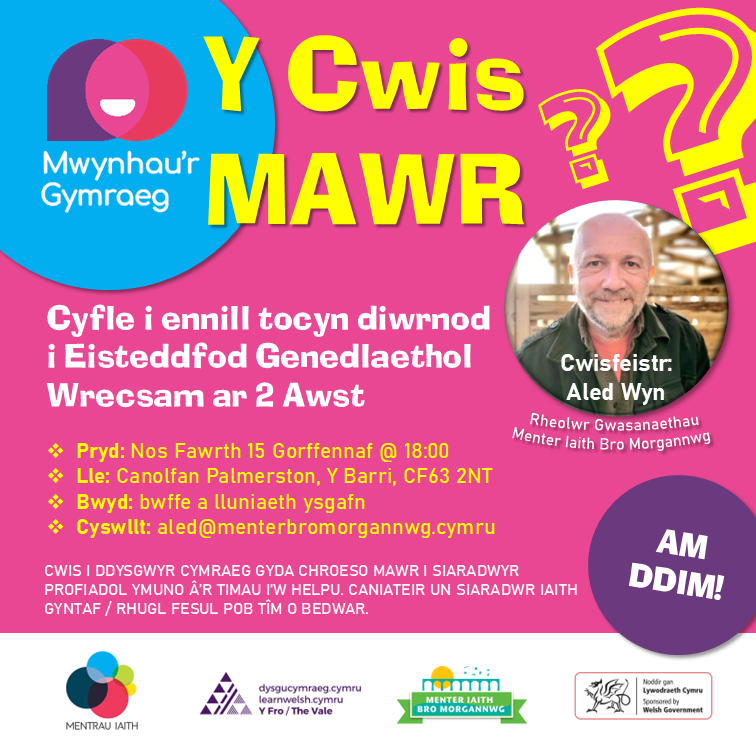 Mwynhau'r
Gymraeg
Y Cwis
MAWR
Cyfle i ennill tocyn diwrnod
i Eisteddfod Genedlaethol
Wrecsam ar 2 Awst
Cwisfeistr:
Aled Wyn
Rheolwr Gwasanaethau
Menter Iaith Bro Morgannwg
❖ Pryd: Nos Fawrth 15 Gorffennaf @ 18:00
❖ Lle: Canolfan Palmerston, Y Barri, CF63 2NT
❖ Bwyd: bwffe a lluniaeth ysgafn
❖ Cyswllt: aled@menterbromorgannwg.cymru
AM
DDIM!
CWIS I DDYSGWYR CYMRAEG GYDA CHROESO MAWR I SIARADWYR
PROFIADOL YMUNO Â'R TIMAU I'W HELPU. CANIATEIR UN SIARADWR IAITH
GYNTAF / RHUGL FESUL POB TÎM O BEDWAR.
MENTRAU IAITH
dysgucymraeg.cymru
learnwelsh.cymru
Y Fro / The Vale
MENTER IAITH
BRO MORGANNWG
Noddir gan
Lywodraeth Cymru
Sponsored by
Welsh Government